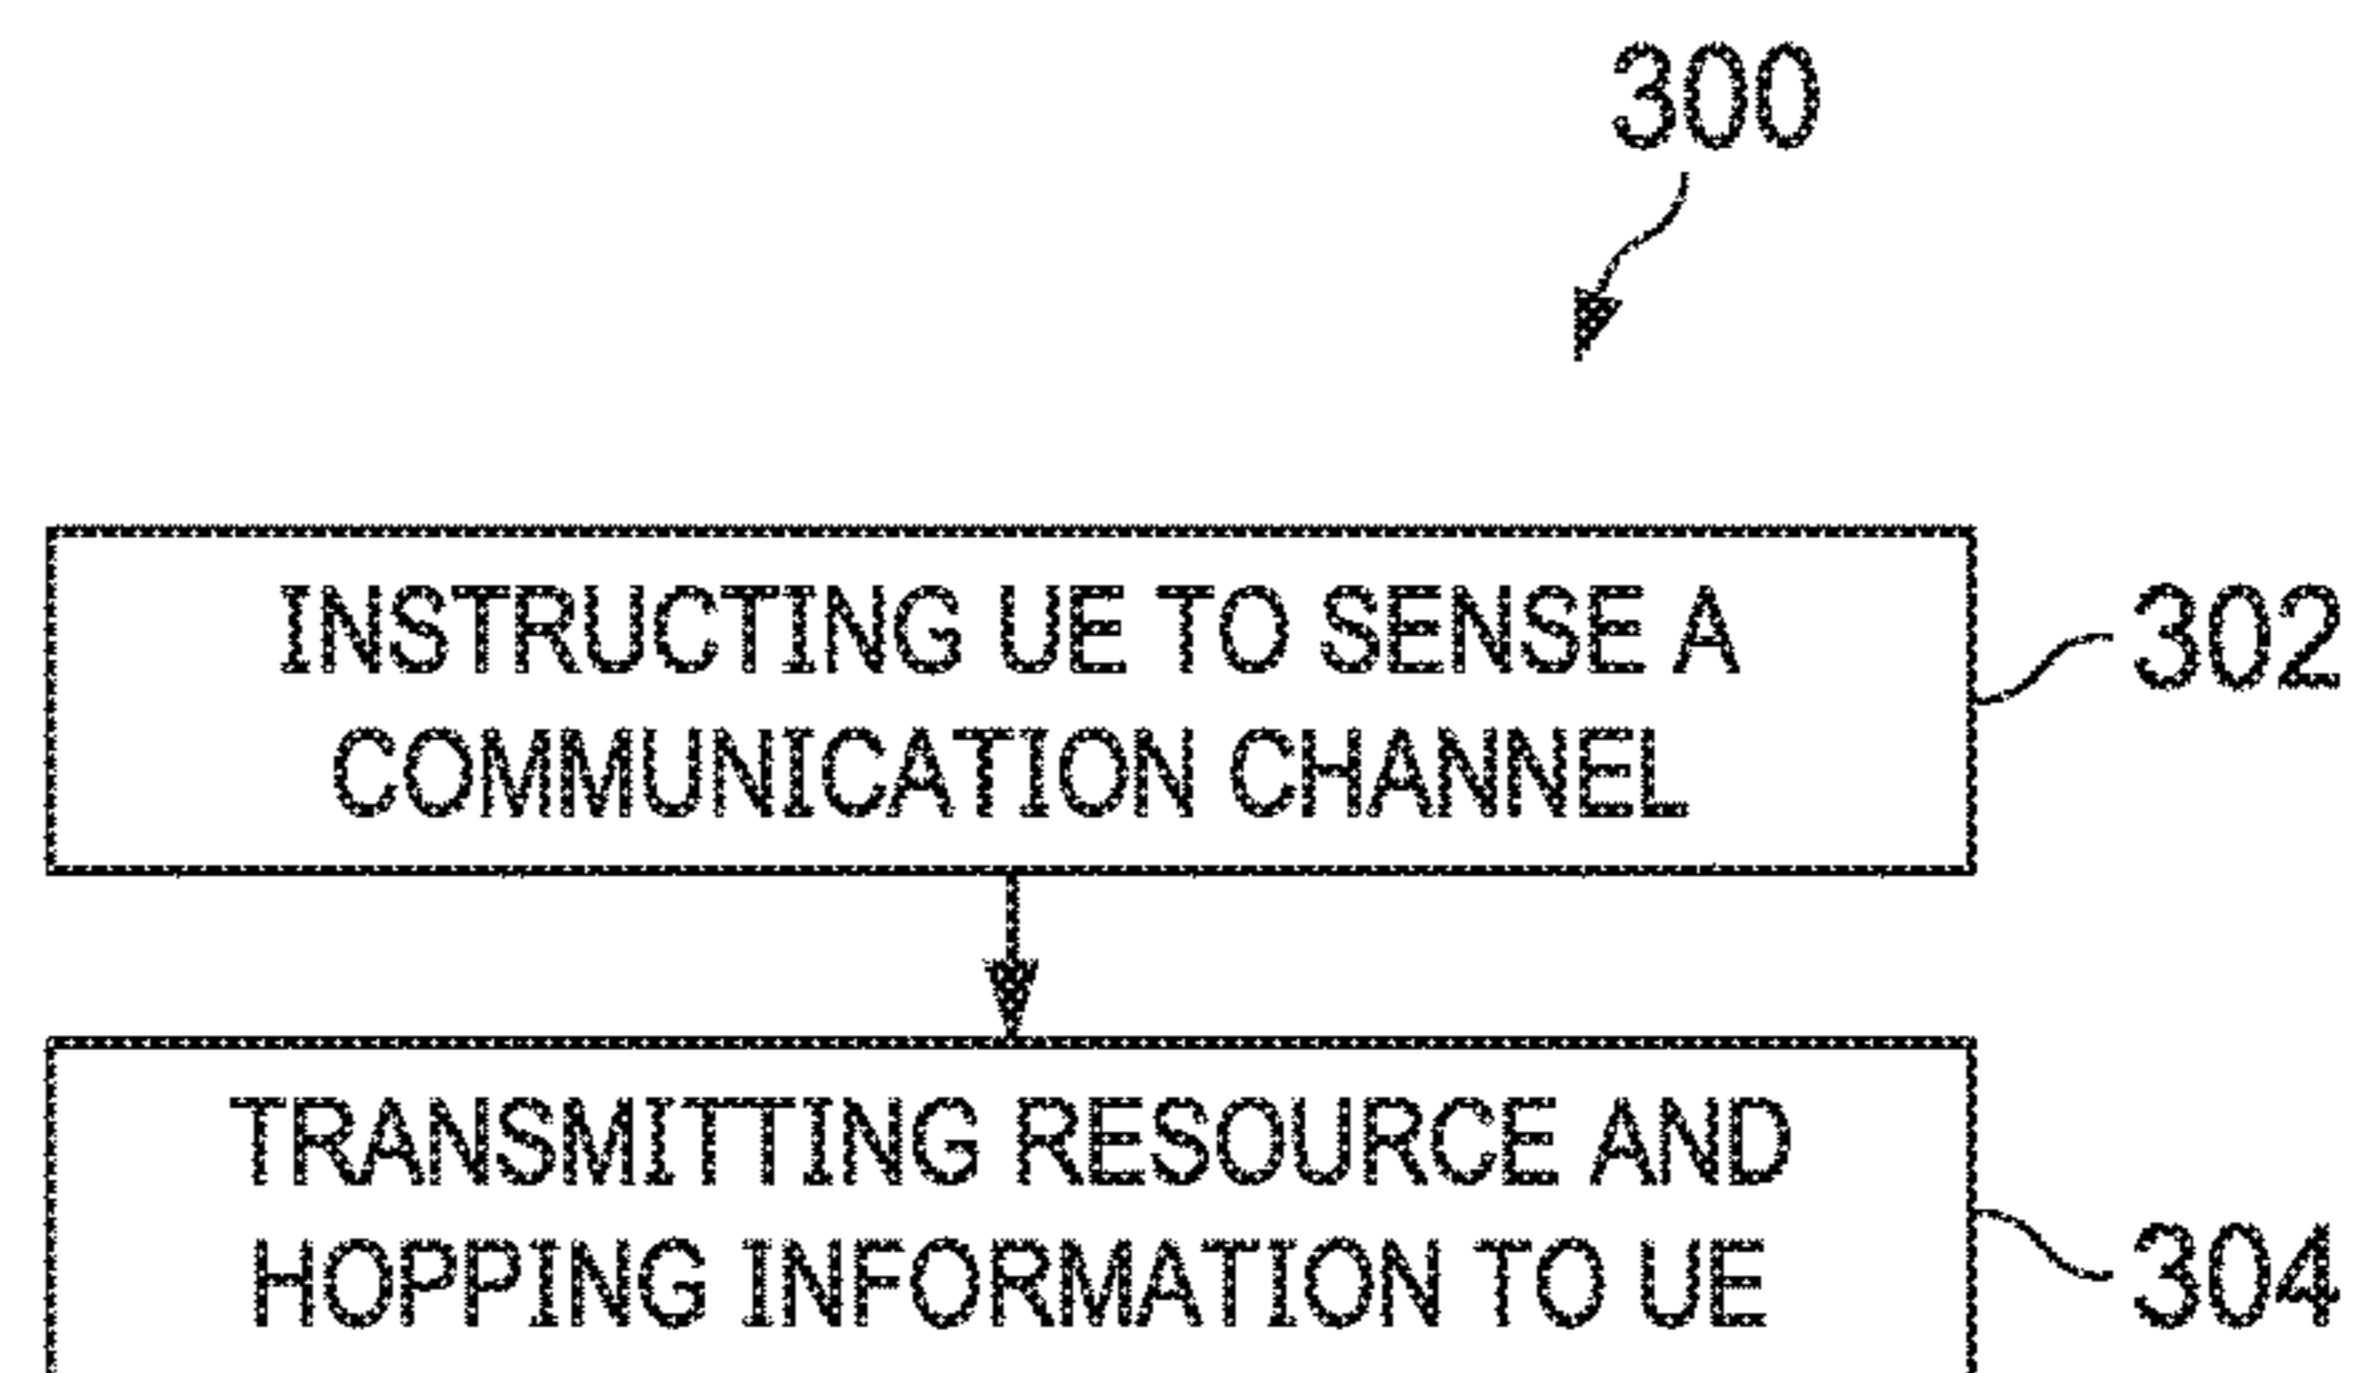 300
INSTRUCTING UE TO SENSE A
COMMUNICATION CHANNEL
302
TRANSMITTING RESOURCE AND
HOPPING INFORMATION TO UE
304